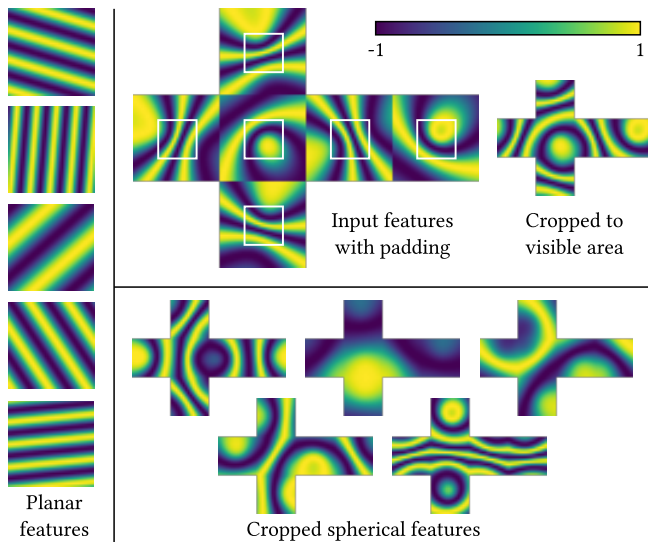 -1
1
Input features
with padding
Cropped to
visible area
Planar
features
Cropped spherical features